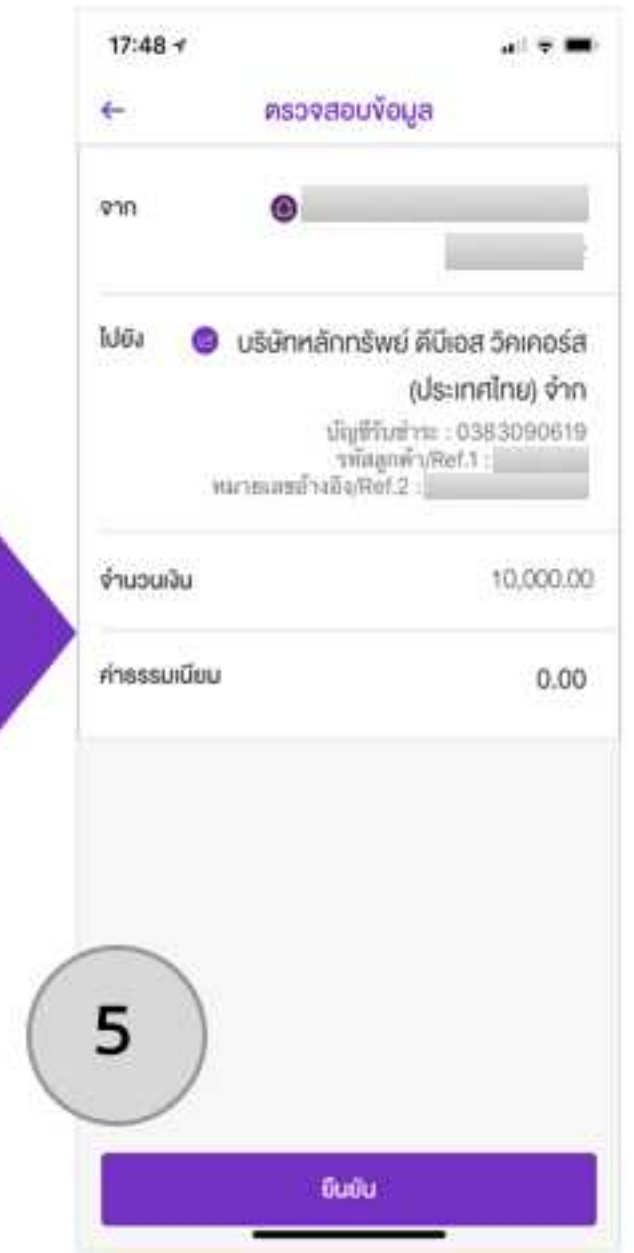 17:48
ตรวจสอบข้อมูล
จาก
ไปยัง บริษัทหลักทรัพย์ ดีบีเอส วิคเคอร์ส
(ประเทศไทย) จำก
บัญชีรับชำระ : 0383090619
รหัสลูกค้า/Ref.1 :
หมายเลขอ้างอิง/Ref.2 :
จำนวนเงิน 10,000.00
ค่าธรรมเนียม 0.00
5
ยืนยัน